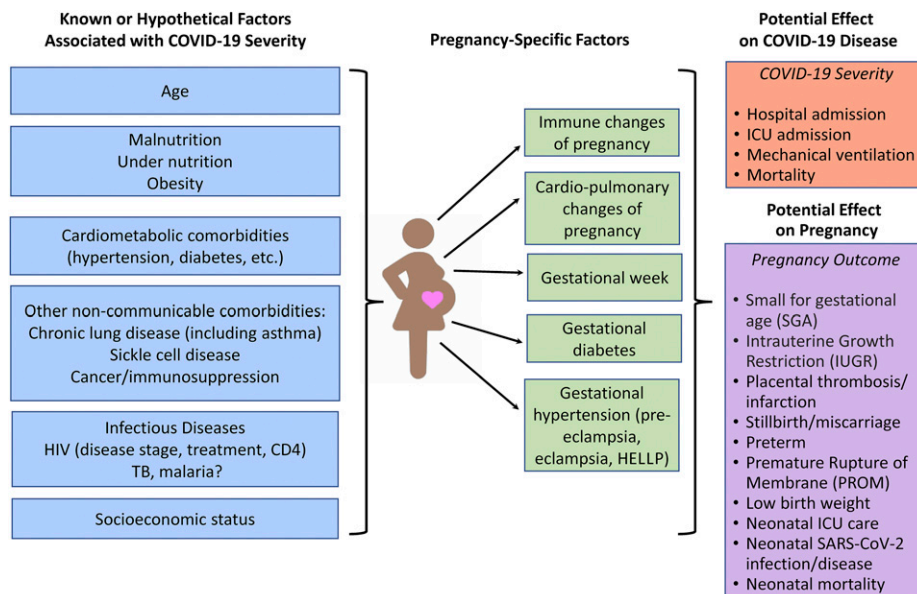 Known or Hypothetical Factors
Associated with COVID-19 Severity
Age
Malnutrition
Under nutrition
Obesity
Cardiometabolic comorbidities
(hypertension, diabetes, etc.)
Other non-communicable comorbidities:
Chronic lung disease (including asthma)
Sickle cell disease
Cancer/immunosuppression
Infectious Diseases
HIV (disease stage, treatment, CD4)
TB, malaria?
Socioeconomic status
Pregnancy-Specific Factors
Immune changes
of pregnancy
Cardio-pulmonary
changes of
pregnancy
Gestational week
Gestational
diabetes
Gestational
hypertension (pre-
eclampsia,
eclampsia, HELLP)
Potential Effect
on COVID-19 Disease
COVID-19 Severity
• Hospital admission
• ICU admission
• Mechanical ventilation
• Mortality
Potential Effect
on Pregnancy
Pregnancy Outcome
• Small for gestational
age (SGA)
• Intrauterine Growth
Restriction (IUGR)
• Placental thrombosis/
infarction
• Stillbirth/miscarriage
• Preterm
• Premature Rupture of
Membrane (PROM)
• Low birth weight
• Neonatal ICU care
• Neonatal SARS-CoV-2
infection/disease
• Neonatal mortality